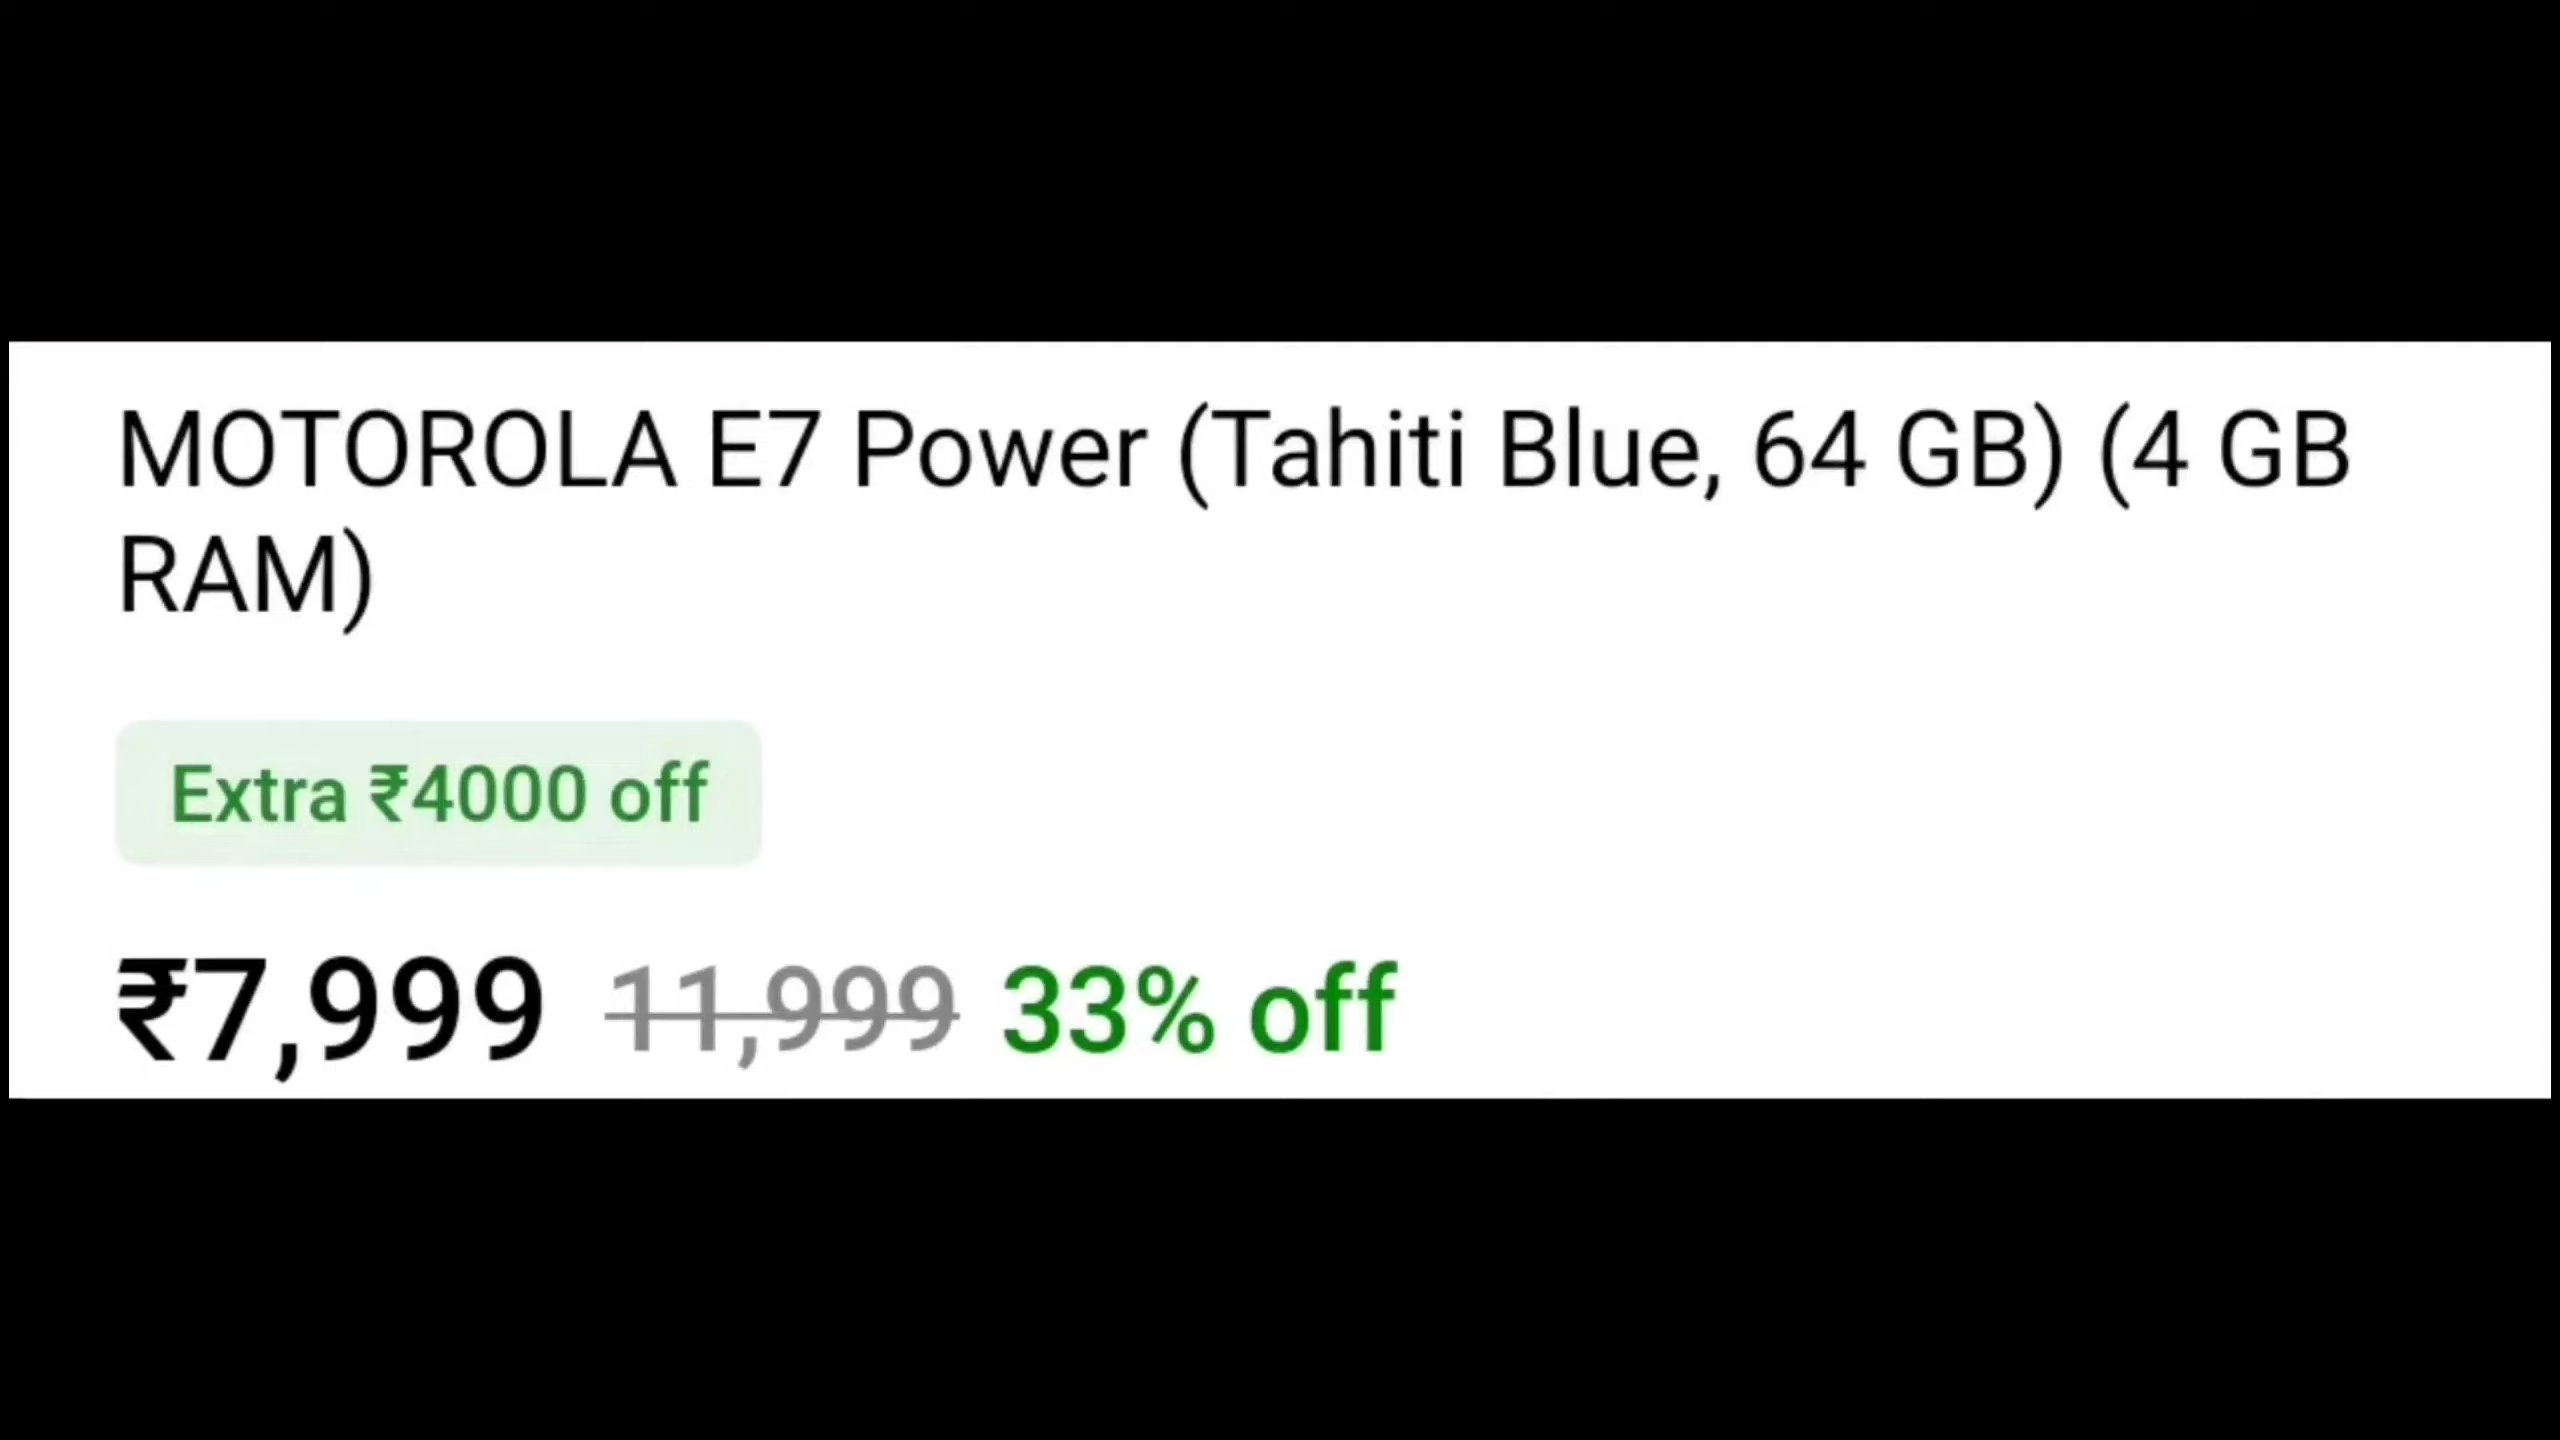 MOTOROLA E7 Power (Tahiti Blue, 64 GB) (4 GB
RAM)
Extra ₹4000 off
₹7,999 11,999 33% off